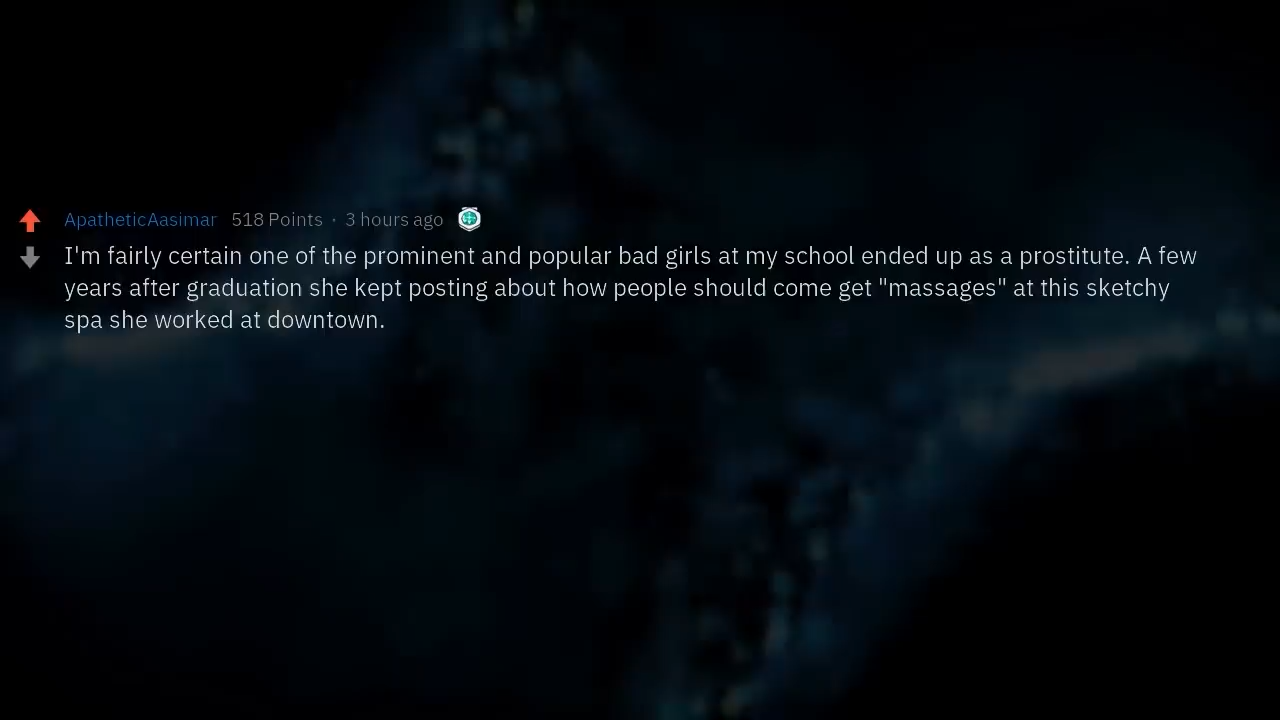 ApatheticAasimar 518 Points · 3 hours ago
I'm fairly certain one of the prominent and popular bad girls at my school ended up as a prostitute. A few
years after graduation she kept posting about how people should come get "massages" at this sketchy
spa she worked at downtown.